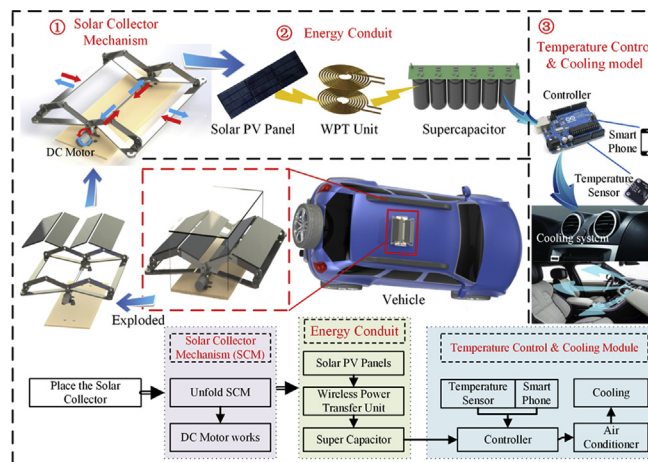 ① Solar Collector
Mechanism
DC Motor
② Energy Conduit
Solar PV Panel
WPT Unit
Supercapacitor
③
Temperature Control
& Cooling model
Controller
Smart
Phone
Temperature
Sensor
Cooling system
Exploded
Vehicle
Place the Solar
Collector
Solar Collector
Mechanism (SCM)
Unfold SCM
DC Motor works
Energy Conduit
Solar PV Panels
Wireless Power
Transfer Unit
Super Capacitor
Temperature Control & Cooling Module
Temperature
Sensor
Smart
Phone
Controller
Cooling
Air
Conditioner